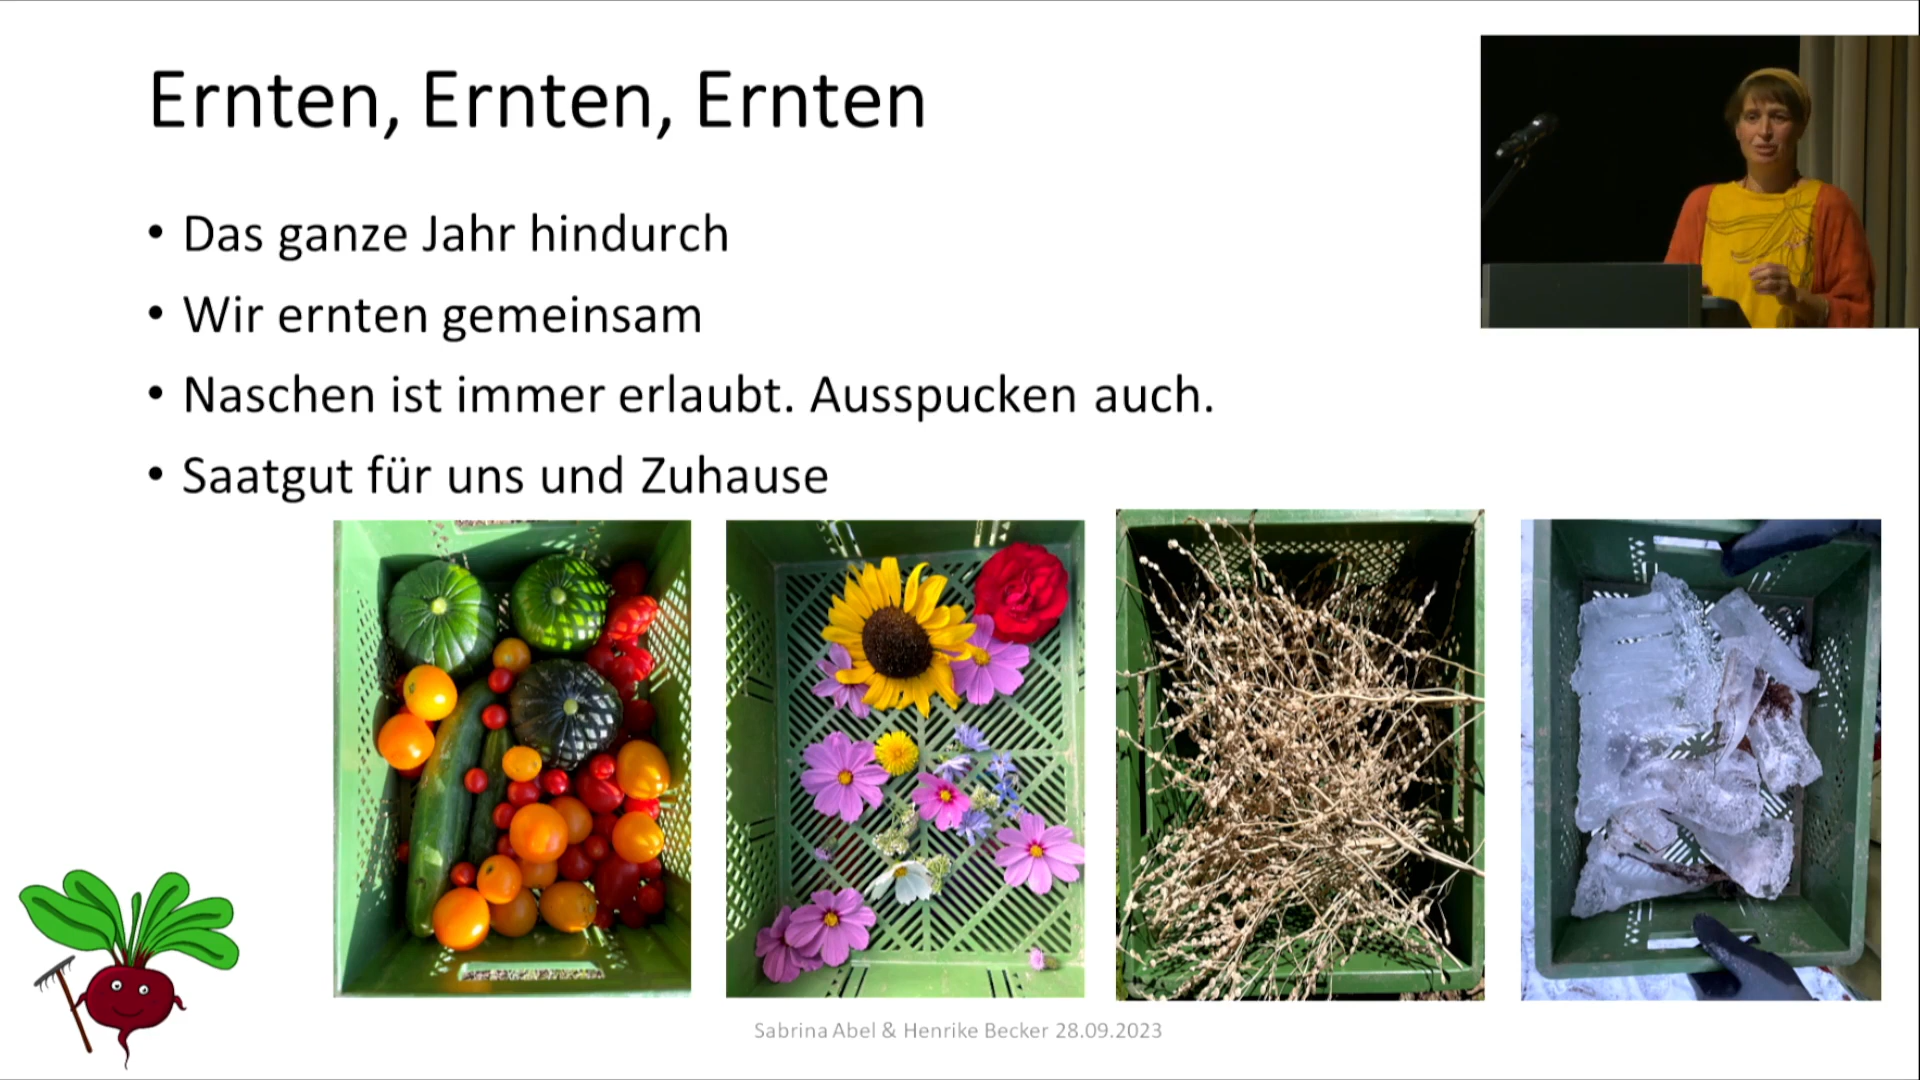 Ernten, Ernten, Ernten
• Das ganze Jahr hindurch
• Wir ernten gemeinsam
• Naschen ist immer erlaubt. Ausspucken auch.
• Saatgut für uns und Zuhause
Sabrina Abel & Henrike Becker 28.09.2023